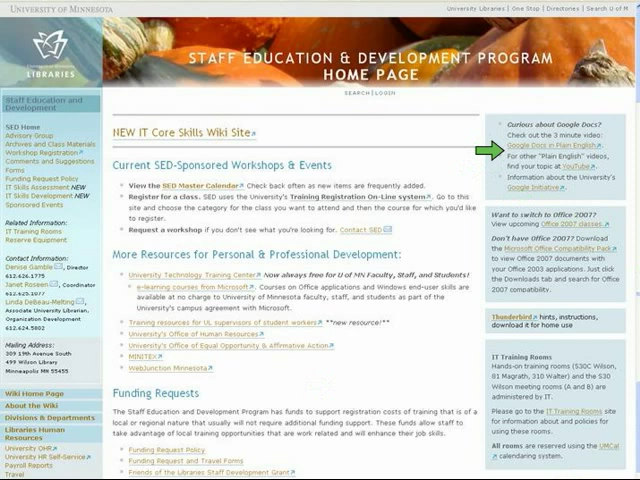 UNIVERSITY OF MINNESOTA
University Libraries | One Stop | Directories | Search U of M
LIBRARIES
STAFF EDUCATION & DEVELOPMENT PROGRAM
HOME PAGE
SEARCH | LOGIN
Staff Education and
Development
SED Home
Advisory Group
Archives and Class Materials
Workshop Registration
Comments and Suggestions
Forms
Funding Request Policy
IT Skills Assessment NEW
IT Skills Development NEW
Sponsored Events
Related Information:
IT Training Rooms
Reserve Equipment
Contact Information:
Denise Gamble, Director
612.626.1775
Janet Roseen, Coordinator
612.625.1077
Linda DeBeau-Melting,
Associate University Librarian,
Organization Development
612.624.5802
Mailing Address:
309 19th Avenue South
499 Wilson Library
Minneapolis MN 55455
Wiki Home Page
About the Wiki
Divisions & Departments
Libraries Human
Resources
University OHR
University HR Self-Service
Payroll Reports
Travel
NEW IT Core Skills Wiki Site
Current SED-Sponsored Workshops & Events
View the SED Master Calendar Check back often as new items are frequently added.
Register for a class. SED uses the University's Training Registration On-Line system. Go to this
site and choose the category for the class you want to attend and then the course for which you'd like
to register.
Request a workshop if you don't see what you're looking for. Contact SED
More Resources for Personal & Professional Development:
University Technology Training Center Now always free for U of MN Faculty, Staff, and Students!
e-learning courses from Microsoft. Courses on Office applications and Windows end-user skills are
available at no charge to University of Minnesota faculty, staff, and students as part of the
University's campus agreement with Microsoft.
Training resources for UL supervisors of student workers **new resource!**
University's Office of Human Resources
University's Office of Equal Opportunity & Affirmative Action
MINITEX
WebJunction Minnesota
Funding Requests
The Staff Education and Development Program has funds to support registration costs of training that is of a
local or regional nature that usually will not require additional funding support. These funds allow staff to
take advantage of local training opportunities that are work related and will enhance their job skills.
Funding Request Policy
Funding Request and Travel Forms
Friends of the Libraries Staff Development Grant
Curious about Google Docs?
Check out the 3 minute video:
Google Docs in Plain English.
For other "Plain English" videos,
find your topic at YouTube.
Information about the University's
Google Initiative.
Want to switch to Office 2007?
View upcoming Office 2007 classes.
Don't have Office 2007? Download
the Microsoft Office Compatibility Pack
to view Office 2007 documents with
your Office 2003 applications. Just click
the Downloads tab and search for Office
2007 compatibility.
Thunderbird hints, instructions,
download it for home use
IT Training Rooms
Hands-on training rooms (S30C Wilson,
81 Magrath, 310 Walter) and the S30
Wilson meeting rooms (A and B) are
administered by IT.
Please go to the IT Training Rooms site
for information about and policies for
using these rooms.
All rooms are reserved using the UMCal
calendaring system.